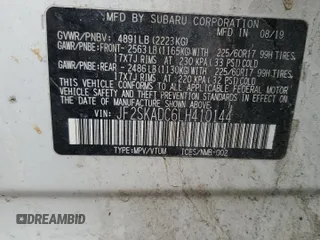 MFD. BY SUBARU CORPORATION 08/19
GVWR/PNBV: 4891LB(2223KG)
GAWR/PNBE:FRONT- 2563LB(1165KG)WITH 225/60R17 99H TIRES,
17X7J RIMS AT 230 KPA(33 PSI)COLD
GAWR/PNBE:REAR- 2486LB(1130KG)WITH 225/60R17 99H TIRES,
17X7J RIMS AT 220 KPA(32 PSI)COLD
THIS VEHICLE CONFORMS TO ALL APPLICABLE FEDERAL MOTOR
VEHICLE SAFETY, BUMPER, AND THEFT PREVENTION STANDARDS
IN EFFECT ON THE DATE OF MANUFACTURE SHOWN ABOVE.
VIN: JF2SKADC6LH410144
TYPE:MPV/VTUM TCBS/NMB-002
DREAMBID